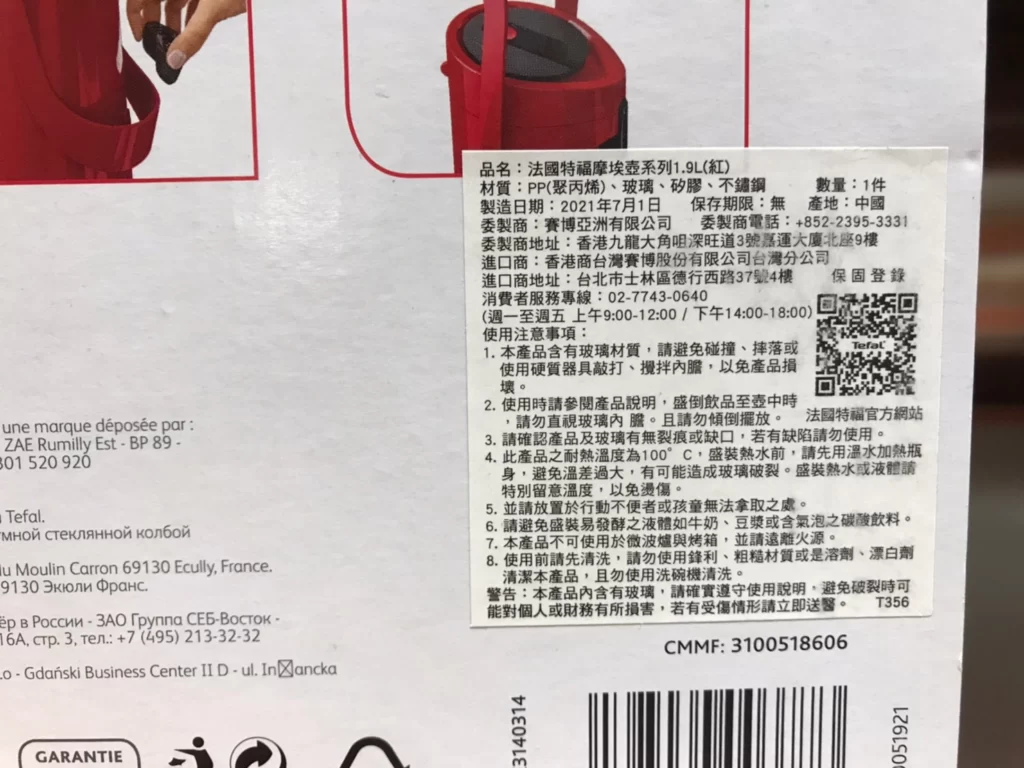 品名：法國特福摩埃壺系列1.9L(紅)
材質：PP(聚丙烯)、玻璃、矽膠、不鏽鋼 數量：1件
製造日期：2021年7月1日 保存期限：無 產地：中國
委製商：賽博亞洲有限公司 委製商電話：+852-2395-3331
委製商地址：香港九龍大角咀深旺道3號嘉運大廈北座9樓
進口商：香港商台灣賽博股份有限公司台灣分公司
進口商地址：台北市士林區德行西路37號4樓 保固登錄
消費者服務專線：02-7743-0640
(週一至週五 上午9:00-12:00 / 下午14:00-18:00)
使用注意事項：
1. 本產品含有玻璃材質，請避免碰撞、摔落或
使用硬質器具敲打、攪拌內膽，以免產品損
壞。
Tefal
2. 使用時請參閱產品說明，盛倒飲品至壺中時
，請勿直視玻璃內 膽。且請勿傾倒擺放。
法國特福官方網站
3. 請確認產品及玻璃有無裂痕或缺口，若有缺陷請勿使用。
4. 此產品之耐熱溫度為100°C，盛裝熱水前，請先用溫水加熱瓶
身，避免溫差過大，有可能造成玻璃破裂。盛裝熱水或液體請
特別留意溫度，以免燙傷。
5. 並請放置於行動不便者或孩童無法拿取之處。
6. 請避免盛裝易發酵之液體如牛奶、豆漿或含氣泡之碳酸飲料。
7. 本產品不可使用於微波爐與烤箱，並請遠離火源。
8. 使用前請先清洗，請勿使用鋒利、粗糙材質或是溶劑、漂白劑
清潔本產品，且勿使用洗碗機清洗。
警告：本產品內含有玻璃，請確實遵守使用說明，避免破裂時可
能對個人或財務有所損害，若有受傷情形請立即送醫。 T356
CMMF: 3100518606
une marque déposée par :
ZAE Rumilly Est - BP 89 -
301 520 920
Tefal.
умной стеклянной колбой
du Moulin Carron 69130 Ecully, France.
9130 Экюли Франс.
ёр в России - ЗАО Группа СЕБ-Восток -
16А, стр. 3, тел.: +7 (495) 213-32-32
- Gdański Business Center II D - ul. In☒ancka
GARANTIE
3140314
0051921